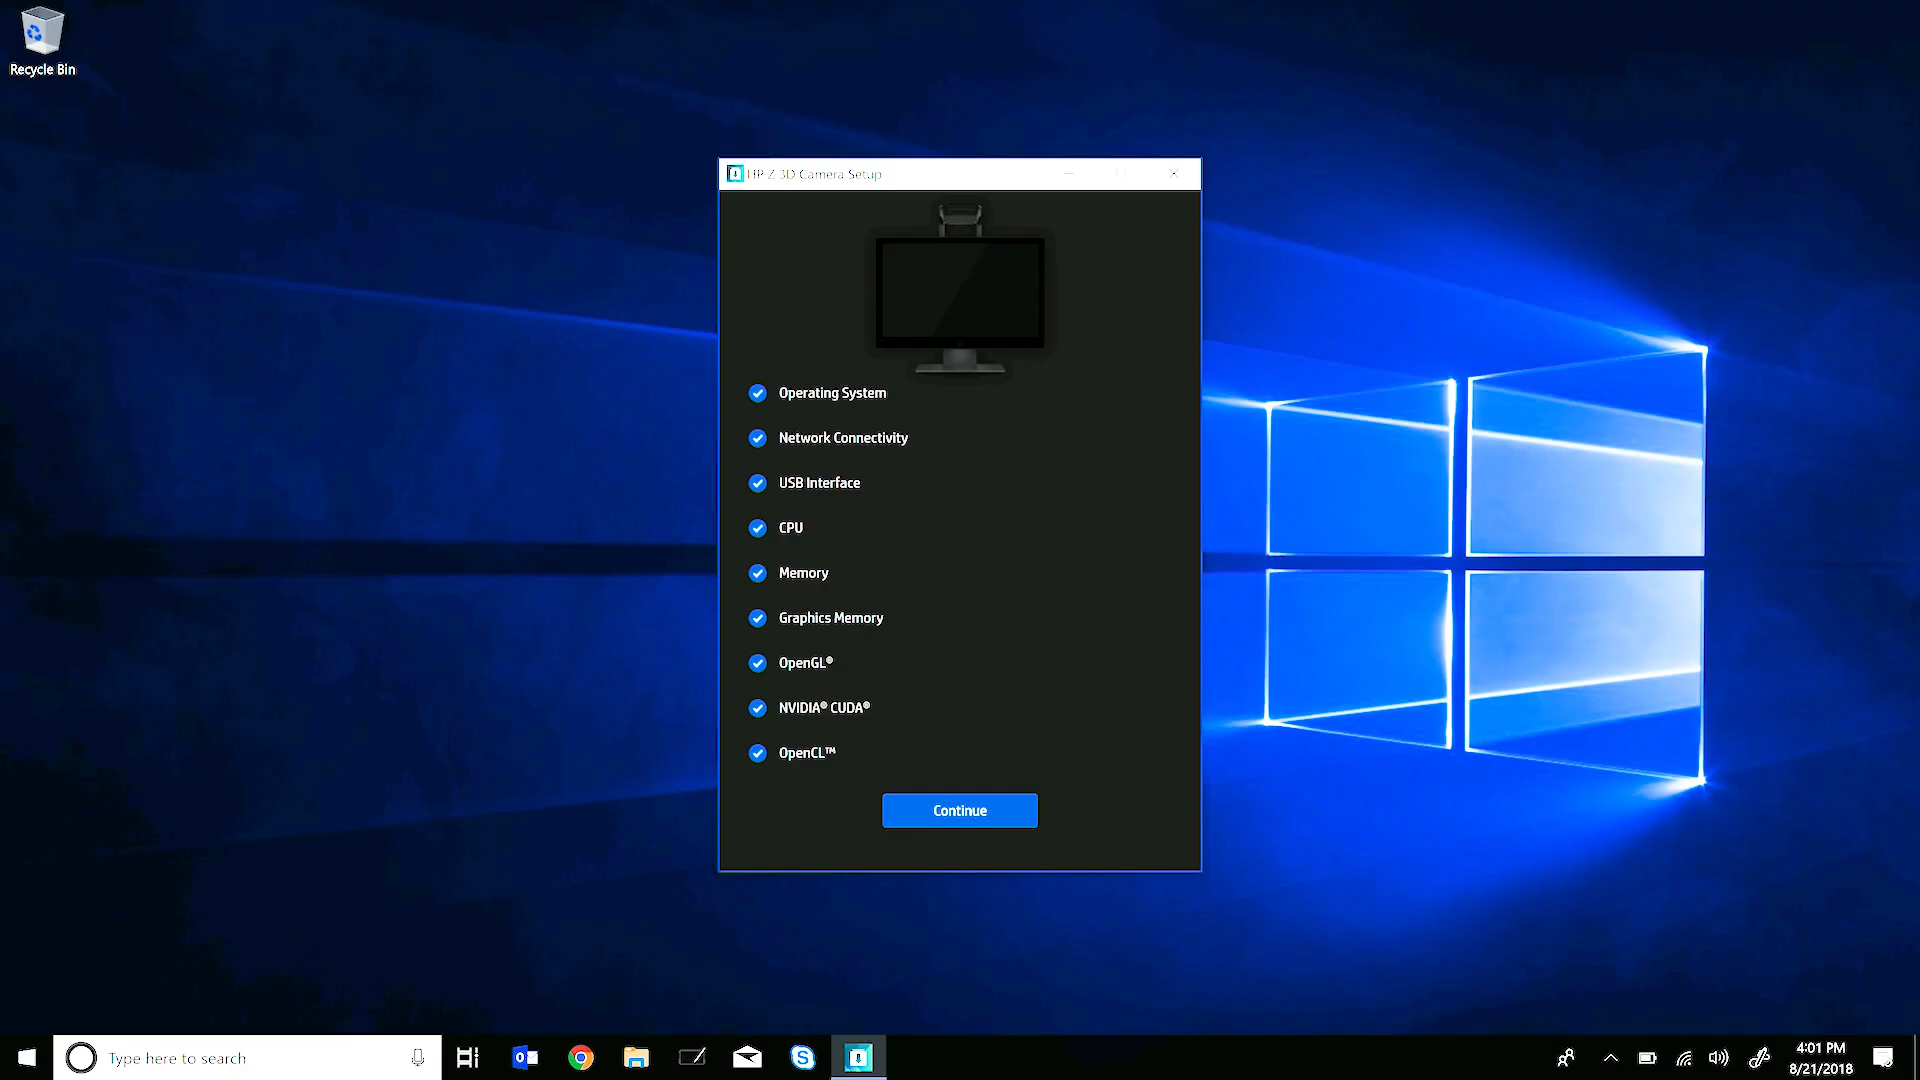 Recycle Bin
HP Z 3D Camera Setup
Operating System
Network Connectivity
USB Interface
CPU
Memory
Graphics Memory
OpenGL®
NVIDIA® CUDA®
OpenCL™
Continue
Type here to search
4:01 PM
8/21/2018